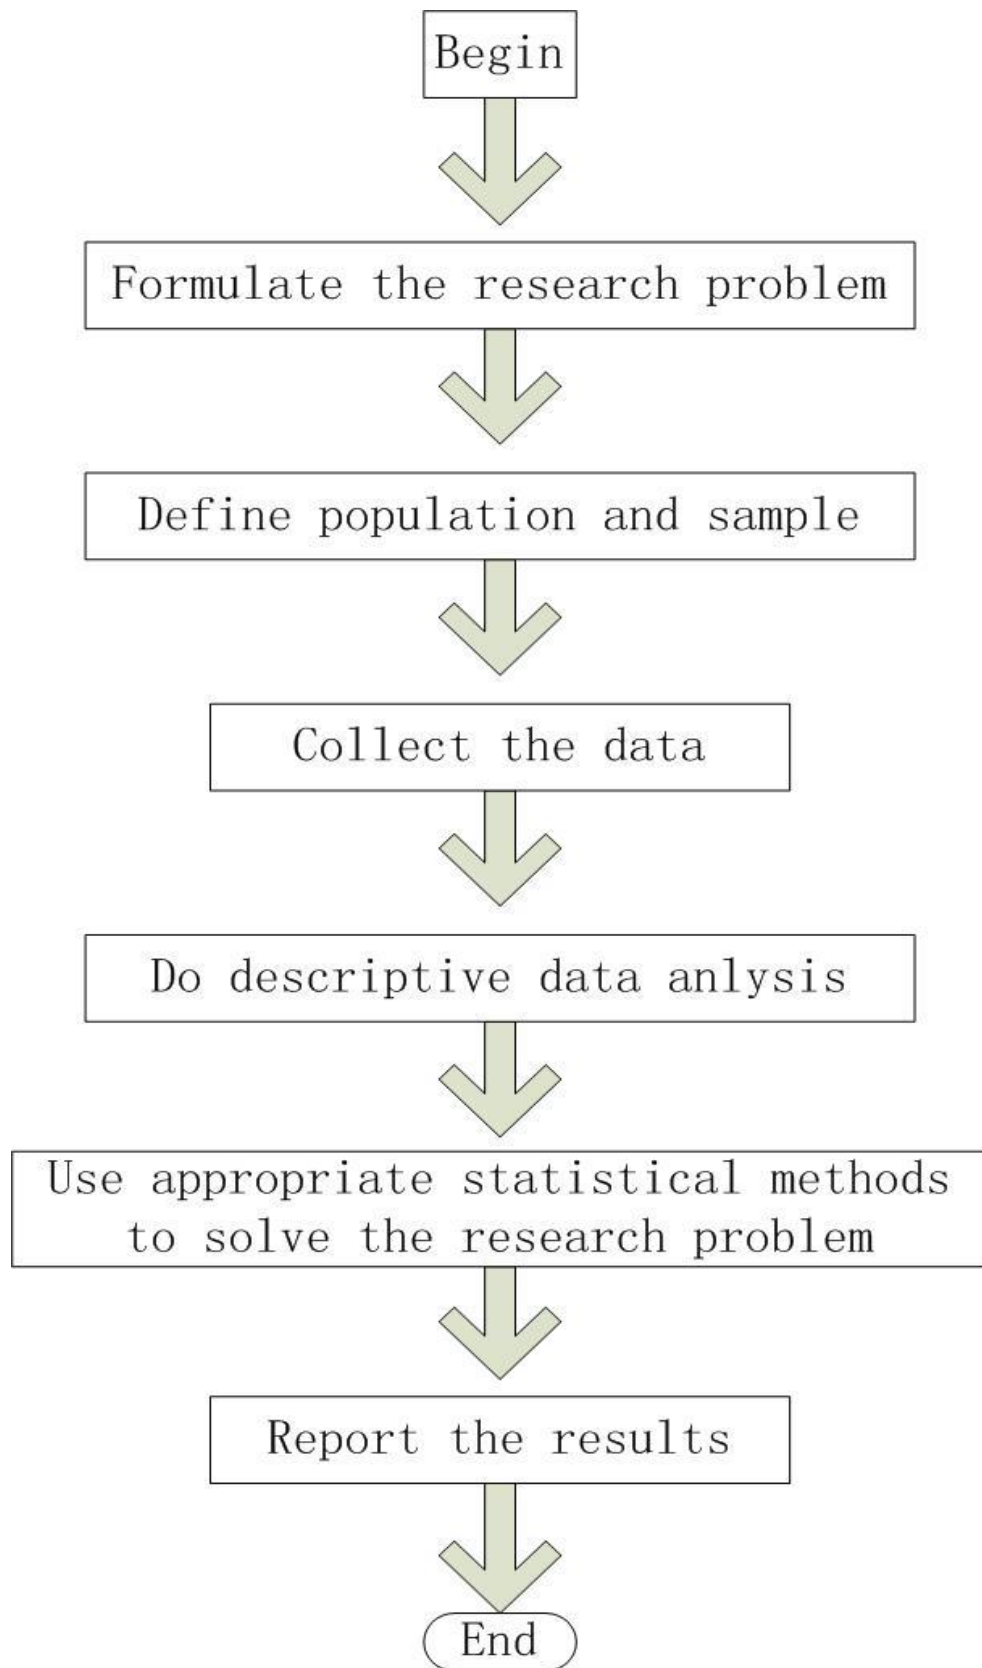 Begin
Formulate the research problem
Define population and sample
Collect the data
Do descriptive data anlysis
Use appropriate statistical methods
to solve the research problem
Report the results
End